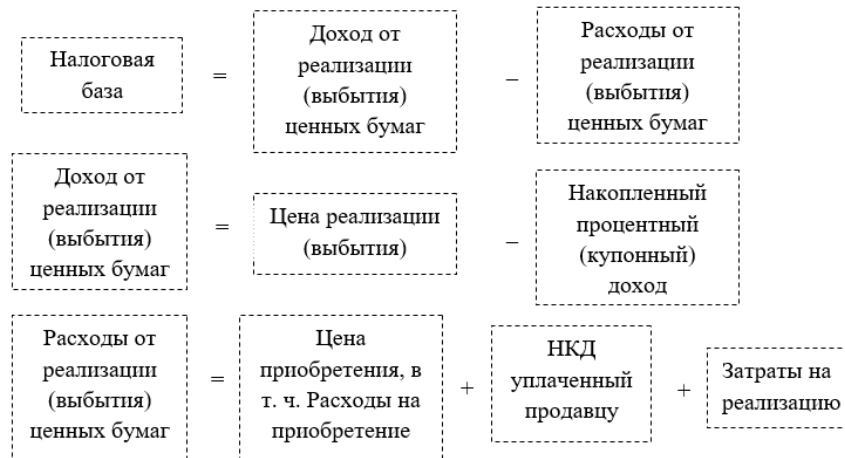 Налоговая
база
=
Доход от
реализации
(выбытия)
ценных бумаг
–
Расходы от
реализации
(выбытия)
ценных бумаг
Доход от
реализации
(выбытия)
ценных бумаг
=
Цена реализации
(выбытия)
–
Накопленный
процентный
(купонный)
доход
Расходы от
реализации
(выбытия)
ценных бумаг
=
Цена
приобретения, в
т. ч. Расходы на
приобретение
+
НКД
уплаченный
продавцу
+
Затраты на
реализацию